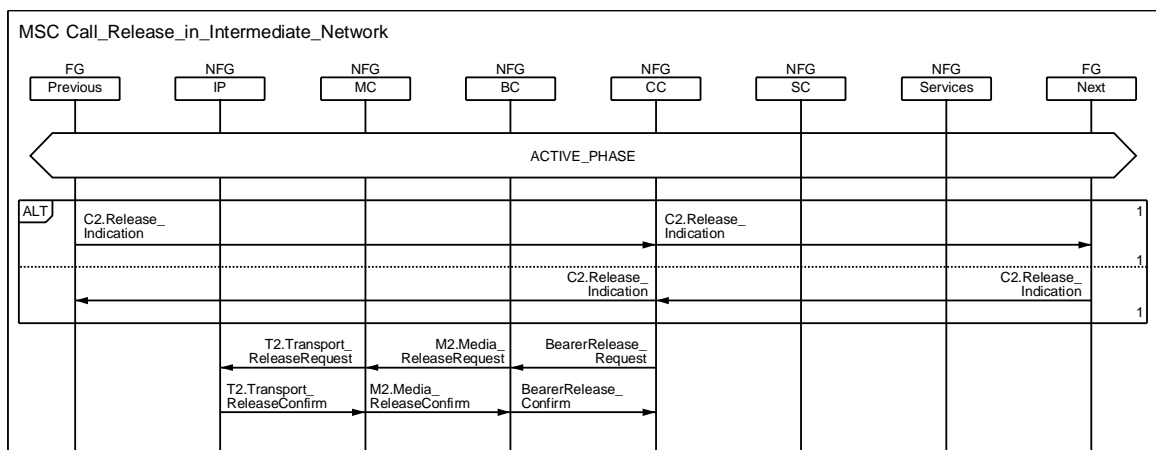 MSC Call_Release_in_Intermediate_Network
FG NFG NFG NFG NFG NFG NFG FG
Previous IP MC BC CC SC Services Next
ACTIVE_PHASE
ALT
1
C2.Release_
Indication
C2.Release_
Indication
1
C2.Release_
Indication
C2.Release_
Indication
1
T2.Transport_
ReleaseRequest
M2.Media_
ReleaseRequest
BearerRelease_
Request
T2.Transport_
ReleaseConfirm
M2.Media_
ReleaseConfirm
BearerRelease_
Confirm